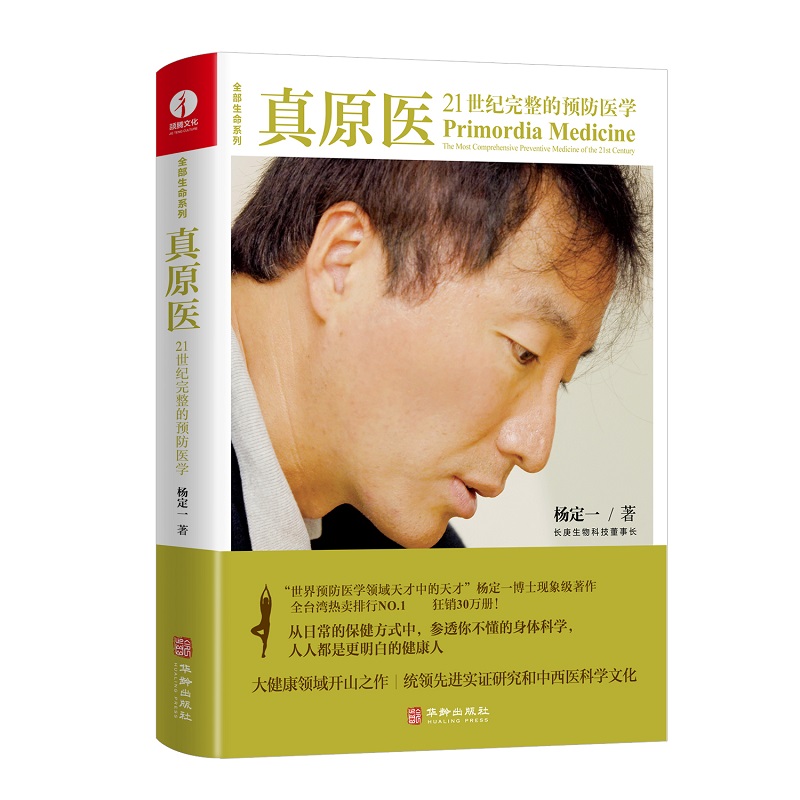 颉腾文化
JIE TENG CULTURE
全部生命系列
真原医
21世纪完整的预防医学
杨定一 著
华龄出版社
HUALING PRESS
全部生命系列
真原医
21世纪完整的预防医学
Primordia Medicine
The Most Comprehensive Preventive Medicine of the 21st Century
杨定一 / 著
长庚生物科技董事长
“世界预防医学领域天才中的天才”杨定一博士现象级著作
全台湾热卖排行NO.1 狂销30万册!
从日常的保健方式中，参透你不懂的身体科学，
人人都是更明白的健康人
大健康领域开山之作|统领先进实证研究和中西医科学文化
华龄出版社
HUALING PRESS